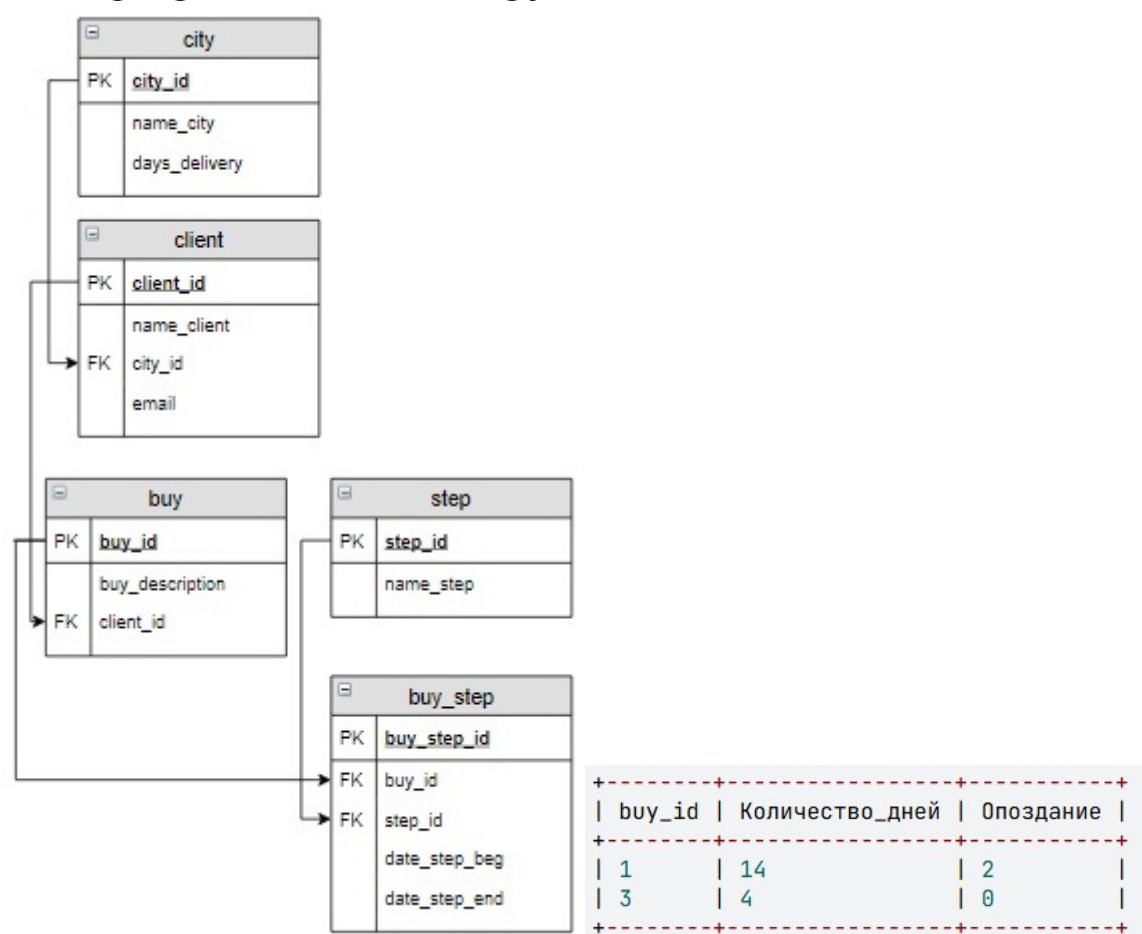 city
PK city_id
name_city
days_delivery
client
PK client_id
name_client
FK city_id
email
buy
PK buy_id
buy_description
FK client_id
step
PK step_id
name_step
buy_step
PK buy_step_id
FK buy_id
FK step_id
date_step_beg
date_step_end
+--------+-----------------+-----------+
| buy_id | Количество_дней | Опоздание |
+--------+-----------------+-----------+
| 1 | 14 | 2 |
| 3 | 4 | 0 |
+--------+-----------------+-----------+